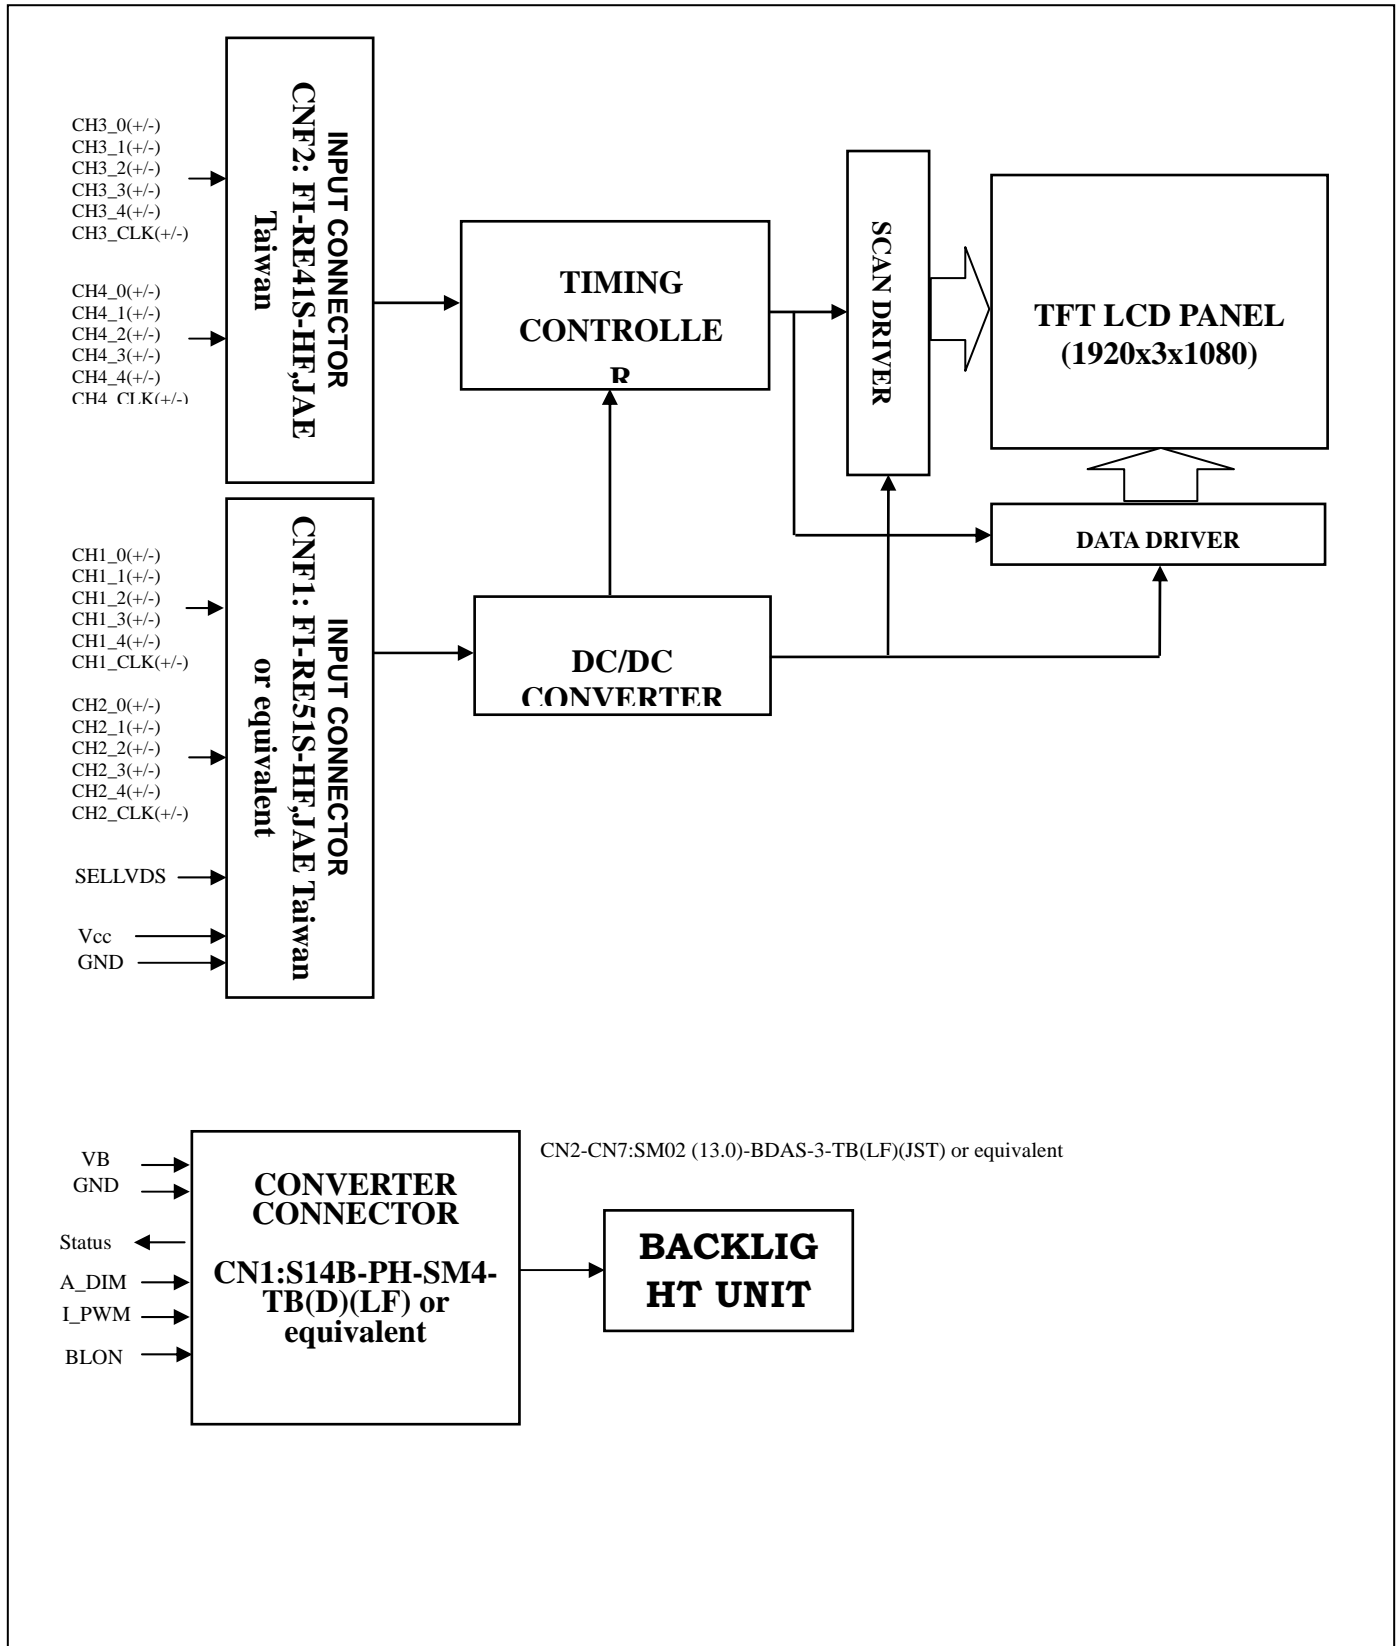 CH3_0(+/-)
CH3_1(+/-)
CH3_2(+/-)
CH3_3(+/-)
CH3_4(+/-)
CH3_CLK(+/-)
CH4_0(+/-)
CH4_1(+/-)
CH4_2(+/-)
CH4_3(+/-)
CH4_4(+/-)
CH4_CLK(+/-)
INPUT CONNECTOR
CNF2: FI-RE41S-HF,JAE
Taiwan
TIMING
CONTROLLE
R
SCAN DRIVER
TFT LCD PANEL
(1920x3x1080)
DATA DRIVER
CH1_0(+/-)
CH1_1(+/-)
CH1_2(+/-)
CH1_3(+/-)
CH1_4(+/-)
CH1_CLK(+/-)
CH2_0(+/-)
CH2_1(+/-)
CH2_2(+/-)
CH2_3(+/-)
CH2_4(+/-)
CH2_CLK(+/-)
SELLVDS
Vcc
GND
INPUT CONNECTOR
CNF1: FI-RE51S-HF,JAE Taiwan
or equivalent
DC/DC
CONVERTER
VB
GND
Status
A_DIM
I_PWM
BLON
CONVERTER
CONNECTOR
CN1:S14B-PH-SM4-
TB(D)(LF) or
equivalent
CN2-CN7:SM02 (13.0)-BDAS-3-TB(LF)(JST) or equivalent
BACKLIG
HT UNIT